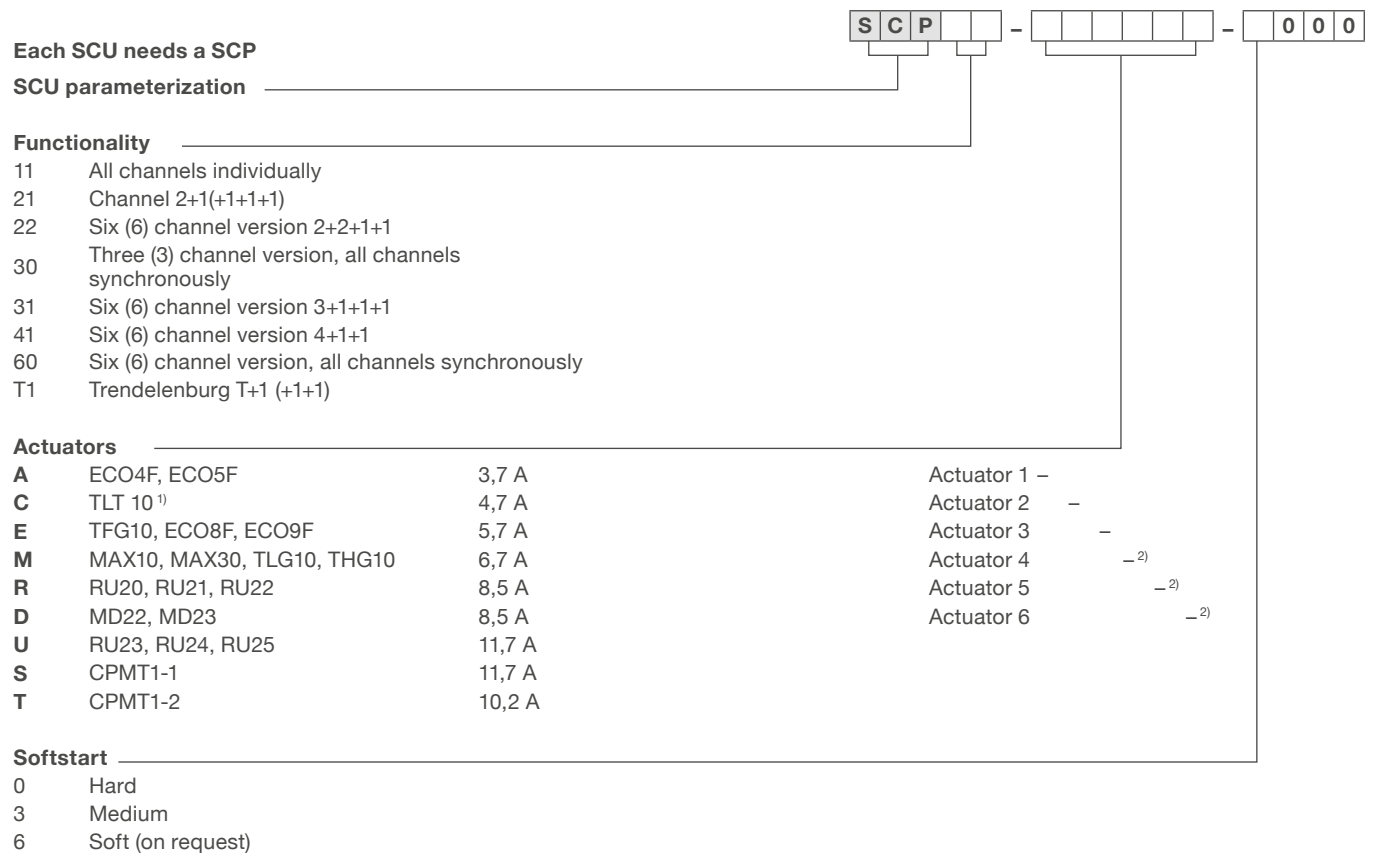 S C P – – 0 0 0
Each SCU needs a SCP
SCU parameterization
Functionality
11 All channels individually
21 Channel 2+1(+1+1+1)
22 Six (6) channel version 2+2+1+1
30 Three (3) channel version, all channels
synchronously
31 Six (6) channel version 3+1+1+1
41 Six (6) channel version 4+1+1
60 Six (6) channel version, all channels synchronously
T1 Trendelenburg T+1 (+1+1)
Actuators
A ECO4F, ECO5F 3,7 A Actuator 1 –
C TLT 10 1) 4,7 A Actuator 2 –
E TFG10, ECO8F, ECO9F 5,7 A Actuator 3 –
M MAX10, MAX30, TLG10, THG10 6,7 A Actuator 4 – 2)
R RU20, RU21, RU22 8,5 A Actuator 5 – 2)
D MD22, MD23 8,5 A Actuator 6 – 2)
U RU23, RU24, RU25 11,7 A
S CPMT1-1 11,7 A
T CPMT1-2 10,2 A
Softstart
0 Hard
3 Medium
6 Soft (on request)